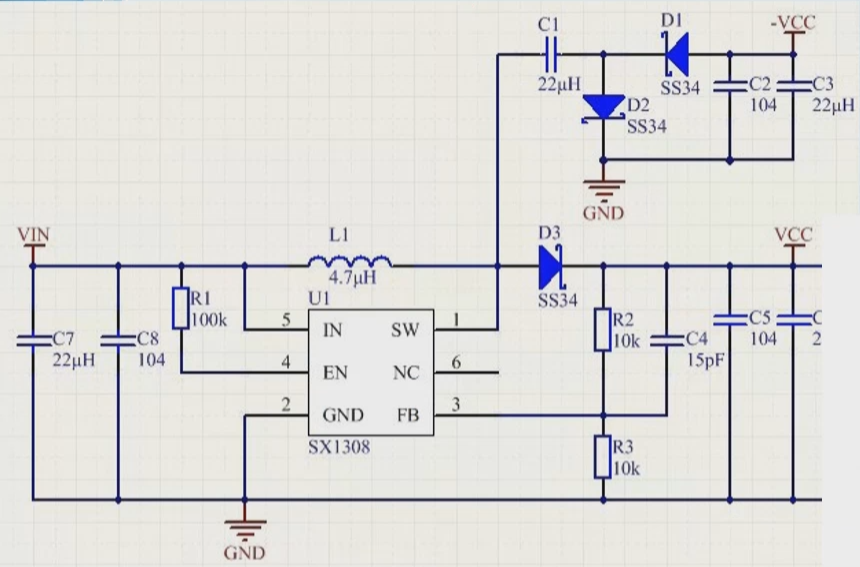 C1
22μH
D1
SS34
-VCC
C2
104
C3
22μH
D2
SS34
GND
VIN
L1
4.7μH
D3
SS34
VCC
R1
100k
U1
C7
22μH
C8
104
5
IN
SW
1
4
EN
NC
6
2
GND
FB
3
SX1308
R2
10k
C4
15pF
C5
104
R3
10k
GND